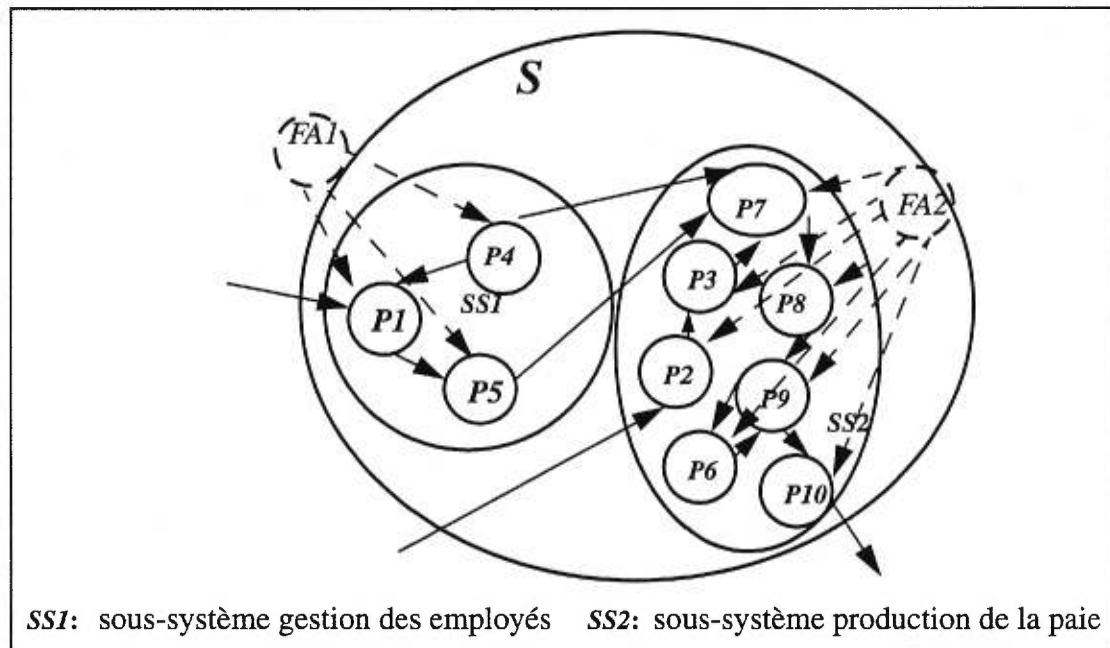 S
FA1
FA2
P7
P4
P3
P8
SS1
P1
P2
P5
P9
SS2
P6
P10
SS1: sous-système gestion des employés SS2: sous-système production de la paie